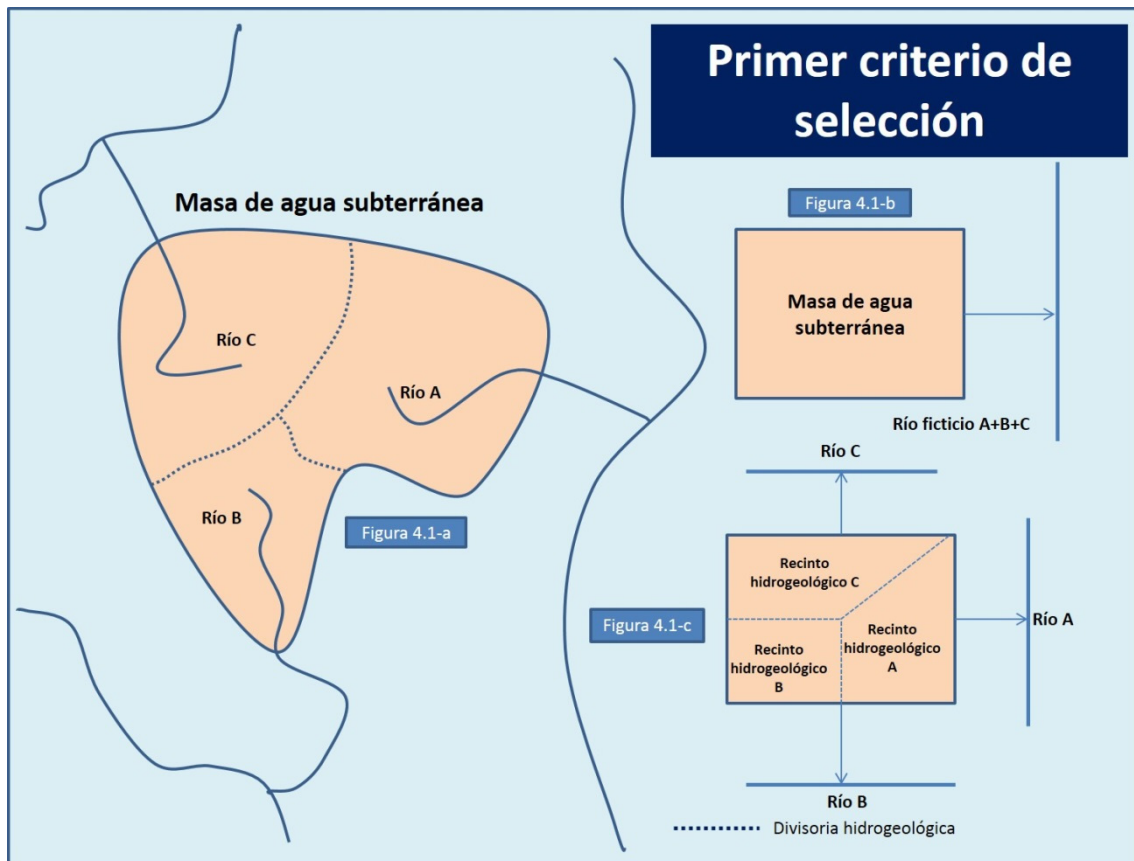 Primer criterio de
selección
Masa de agua subterránea
Río C
Río A
Río B
Figura 4.1-a
Figura 4.1-b
Masa de agua
subterránea
Río ficticio A+B+C
Río C
Figura 4.1-c
Recinto
hidrogeológico C
Recinto
hidrogeológico
B
Recinto
hidrogeológico
A
Río A
Río B
Divisoria hidrogeológica